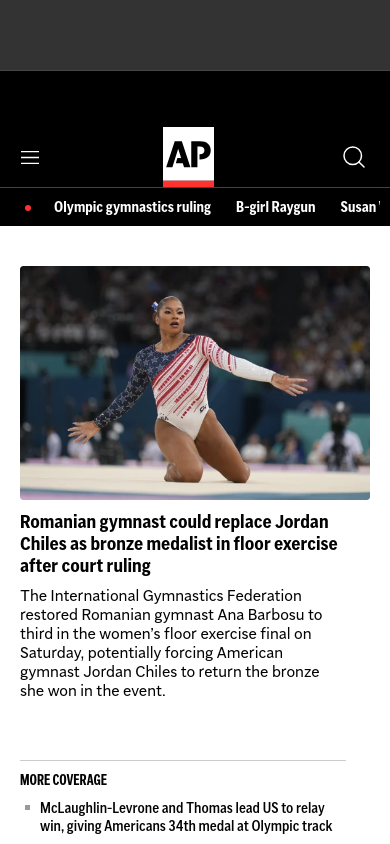 AP
Olympic gymnastics ruling B-girl Raygun Susan
Romanian gymnast could replace Jordan
Chiles as bronze medalist in floor exercise
after court ruling
The International Gymnastics Federation
restored Romanian gymnast Ana Barbosu to
third in the women’s floor exercise final on
Saturday, potentially forcing American
gymnast Jordan Chiles to return the bronze
she won in the event.
MORE COVERAGE
McLaughlin-Levrone and Thomas lead US to relay
win, giving Americans 34th medal at Olympic track